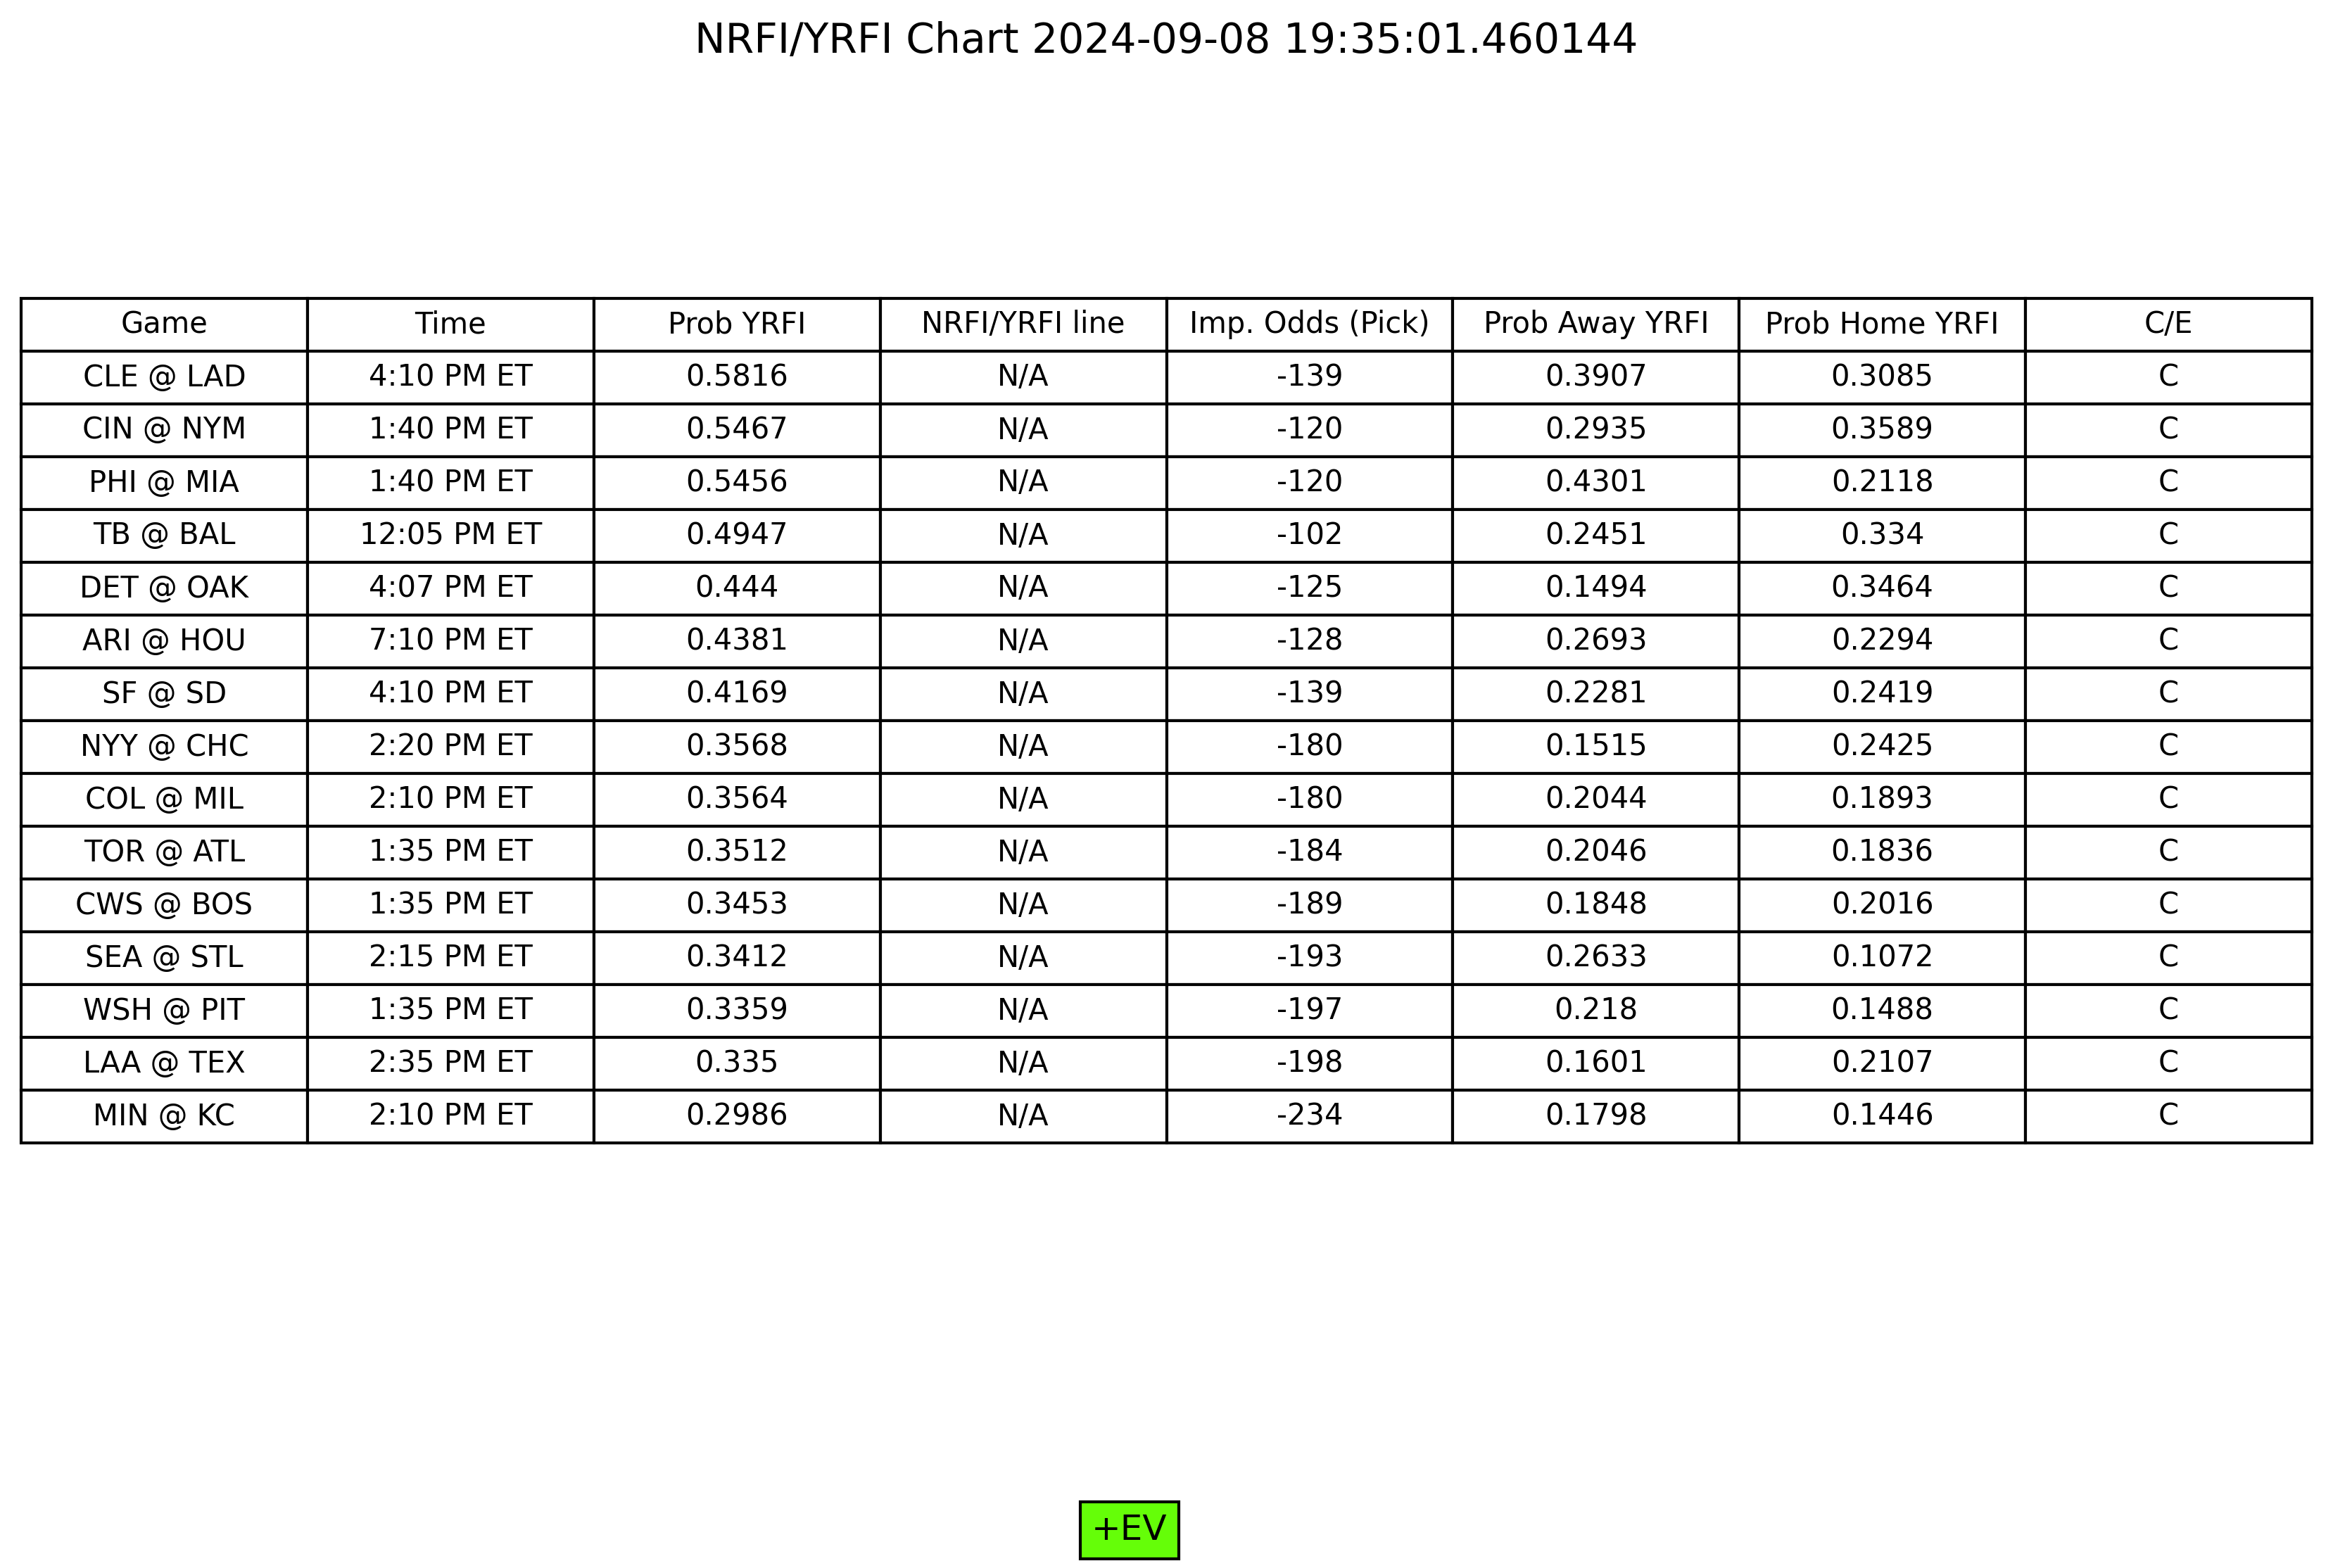 NRFI/YRFI Chart 2024-09-08 19:35:01.460144
Game Time Prob YRFI NRFI/YRFI line Imp. Odds (Pick) Prob Away YRFI Prob Home YRFI C/E
CLE @ LAD 4:10 PM ET 0.5816 N/A -139 0.3907 0.3085 C
CIN @ NYM 1:40 PM ET 0.5467 N/A -120 0.2935 0.3589 C
PHI @ MIA 1:40 PM ET 0.5456 N/A -120 0.4301 0.2118 C
TB @ BAL 12:05 PM ET 0.4947 N/A -102 0.2451 0.334 C
DET @ OAK 4:07 PM ET 0.444 N/A -125 0.1494 0.3464 C
ARI @ HOU 7:10 PM ET 0.4381 N/A -128 0.2693 0.2294 C
SF @ SD 4:10 PM ET 0.4169 N/A -139 0.2281 0.2419 C
NYY @ CHC 2:20 PM ET 0.3568 N/A -180 0.1515 0.2425 C
COL @ MIL 2:10 PM ET 0.3564 N/A -180 0.2044 0.1893 C
TOR @ ATL 1:35 PM ET 0.3512 N/A -184 0.2046 0.1836 C
CWS @ BOS 1:35 PM ET 0.3453 N/A -189 0.1848 0.2016 C
SEA @ STL 2:15 PM ET 0.3412 N/A -193 0.2633 0.1072 C
WSH @ PIT 1:35 PM ET 0.3359 N/A -197 0.218 0.1488 C
LAA @ TEX 2:35 PM ET 0.335 N/A -198 0.1601 0.2107 C
MIN @ KC 2:10 PM ET 0.2986 N/A -234 0.1798 0.1446 C
+EV